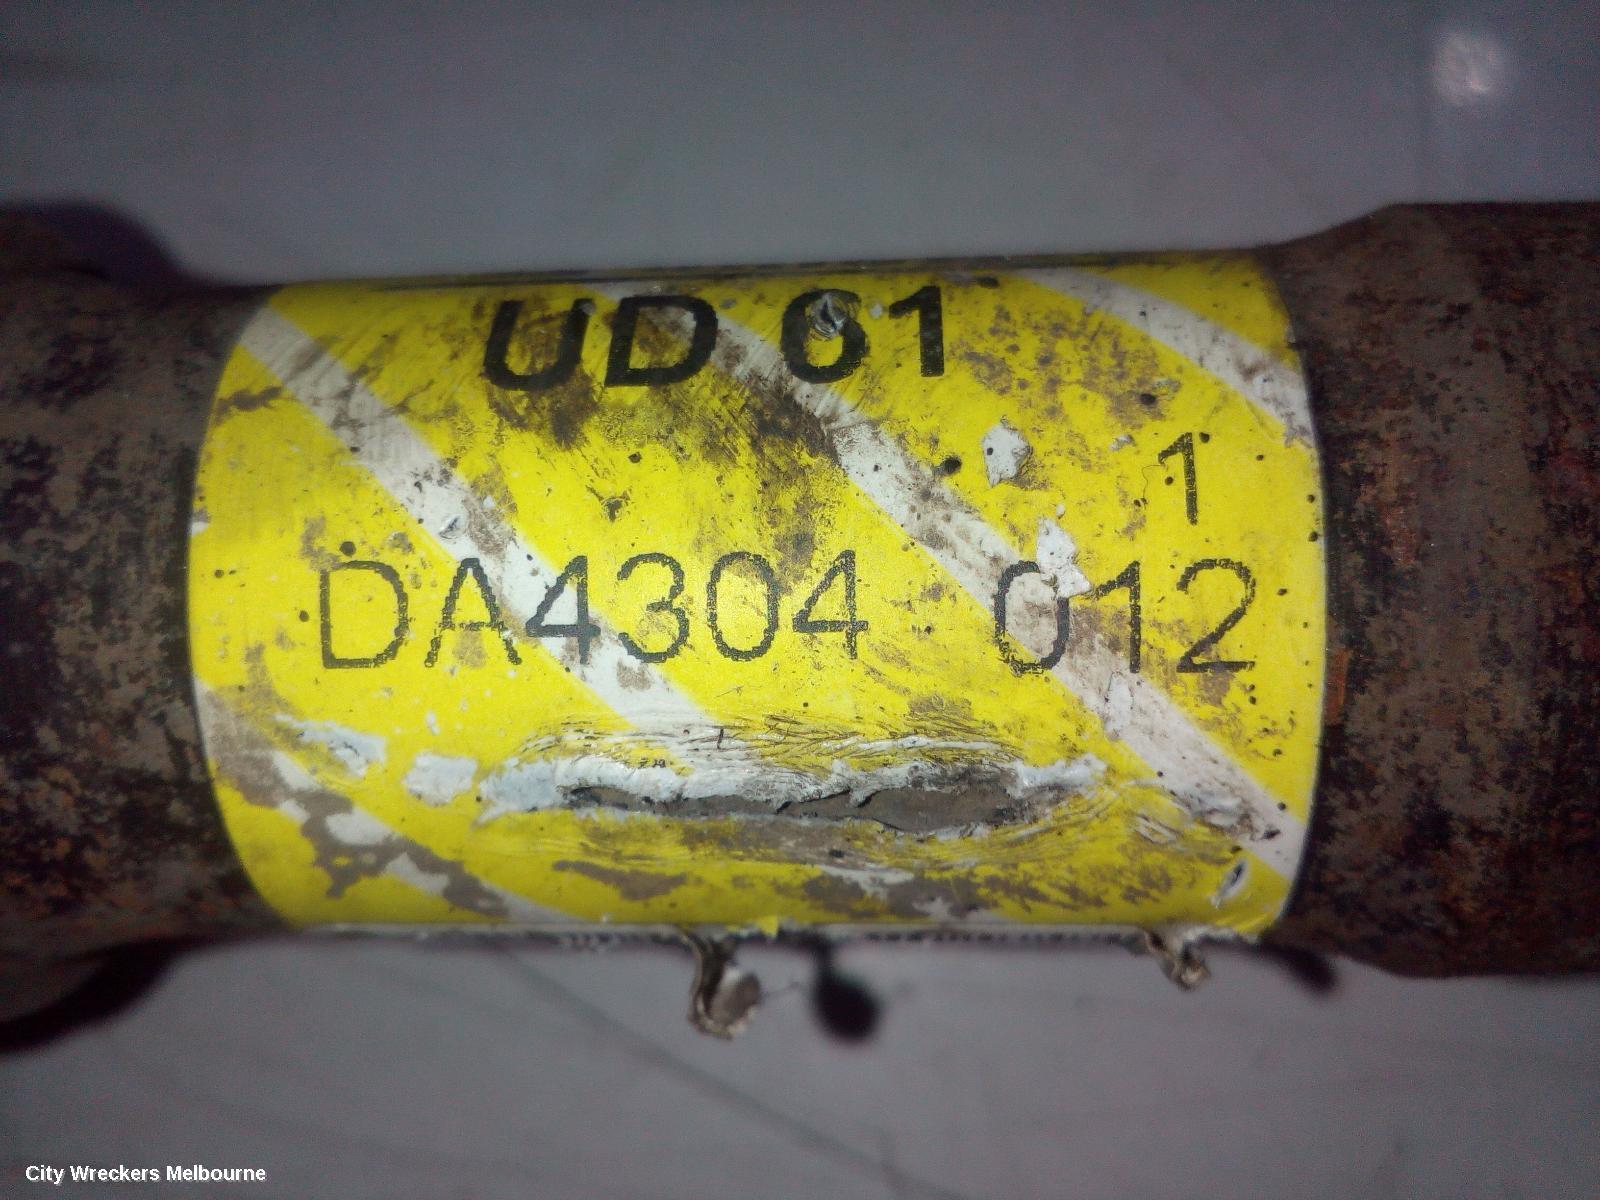 UD 61
1
DA4304 012
City Wreckers Melbourne